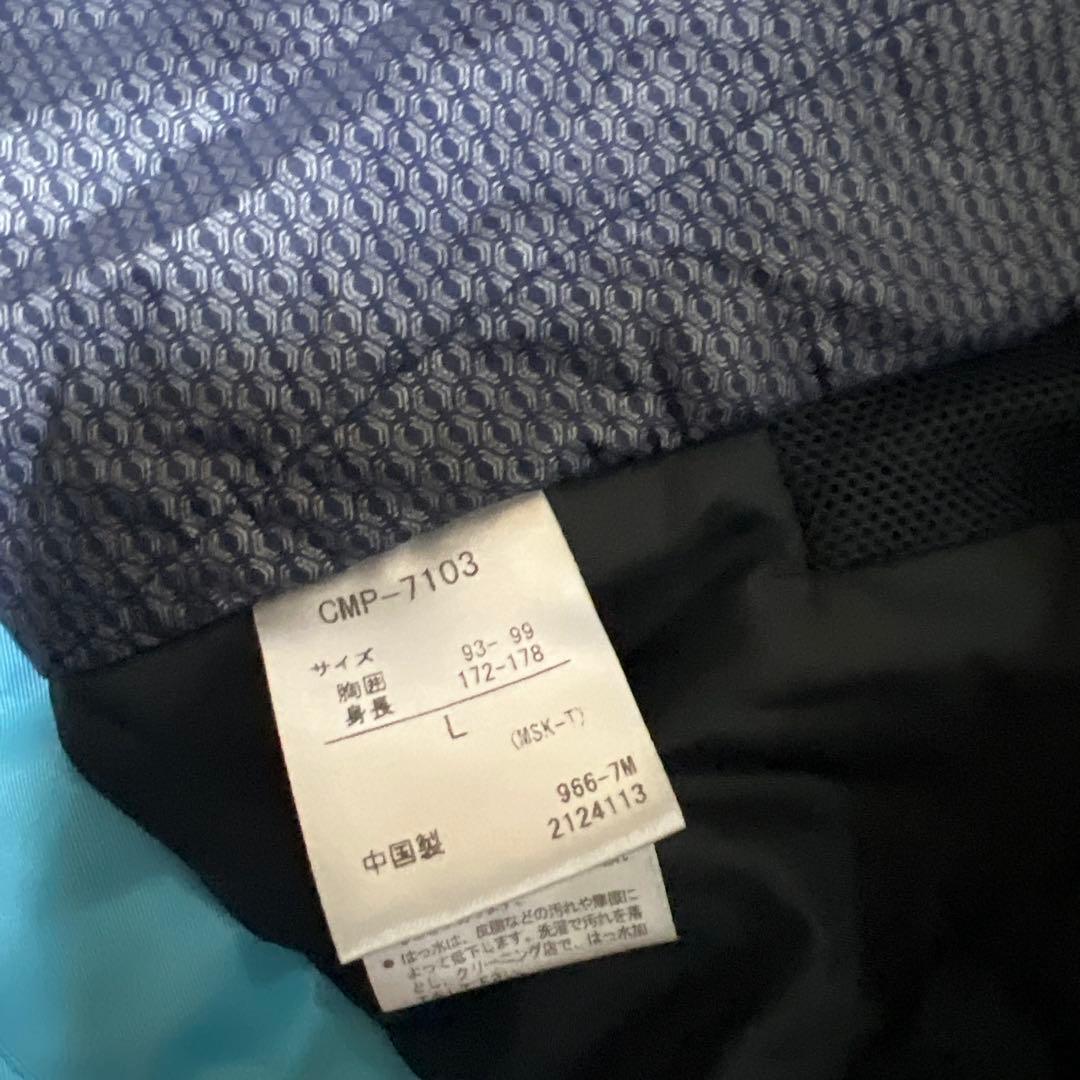 CMP-7103
サイズ
胸囲 93- 99
身長 172-178
L (MSK-T)
966-7M
中国製 2124113
● はっ水は、皮脂などの汚れや摩擦に
よって低下します。洗濯で汚れを落
とし、クリーニング店で、はっ水加